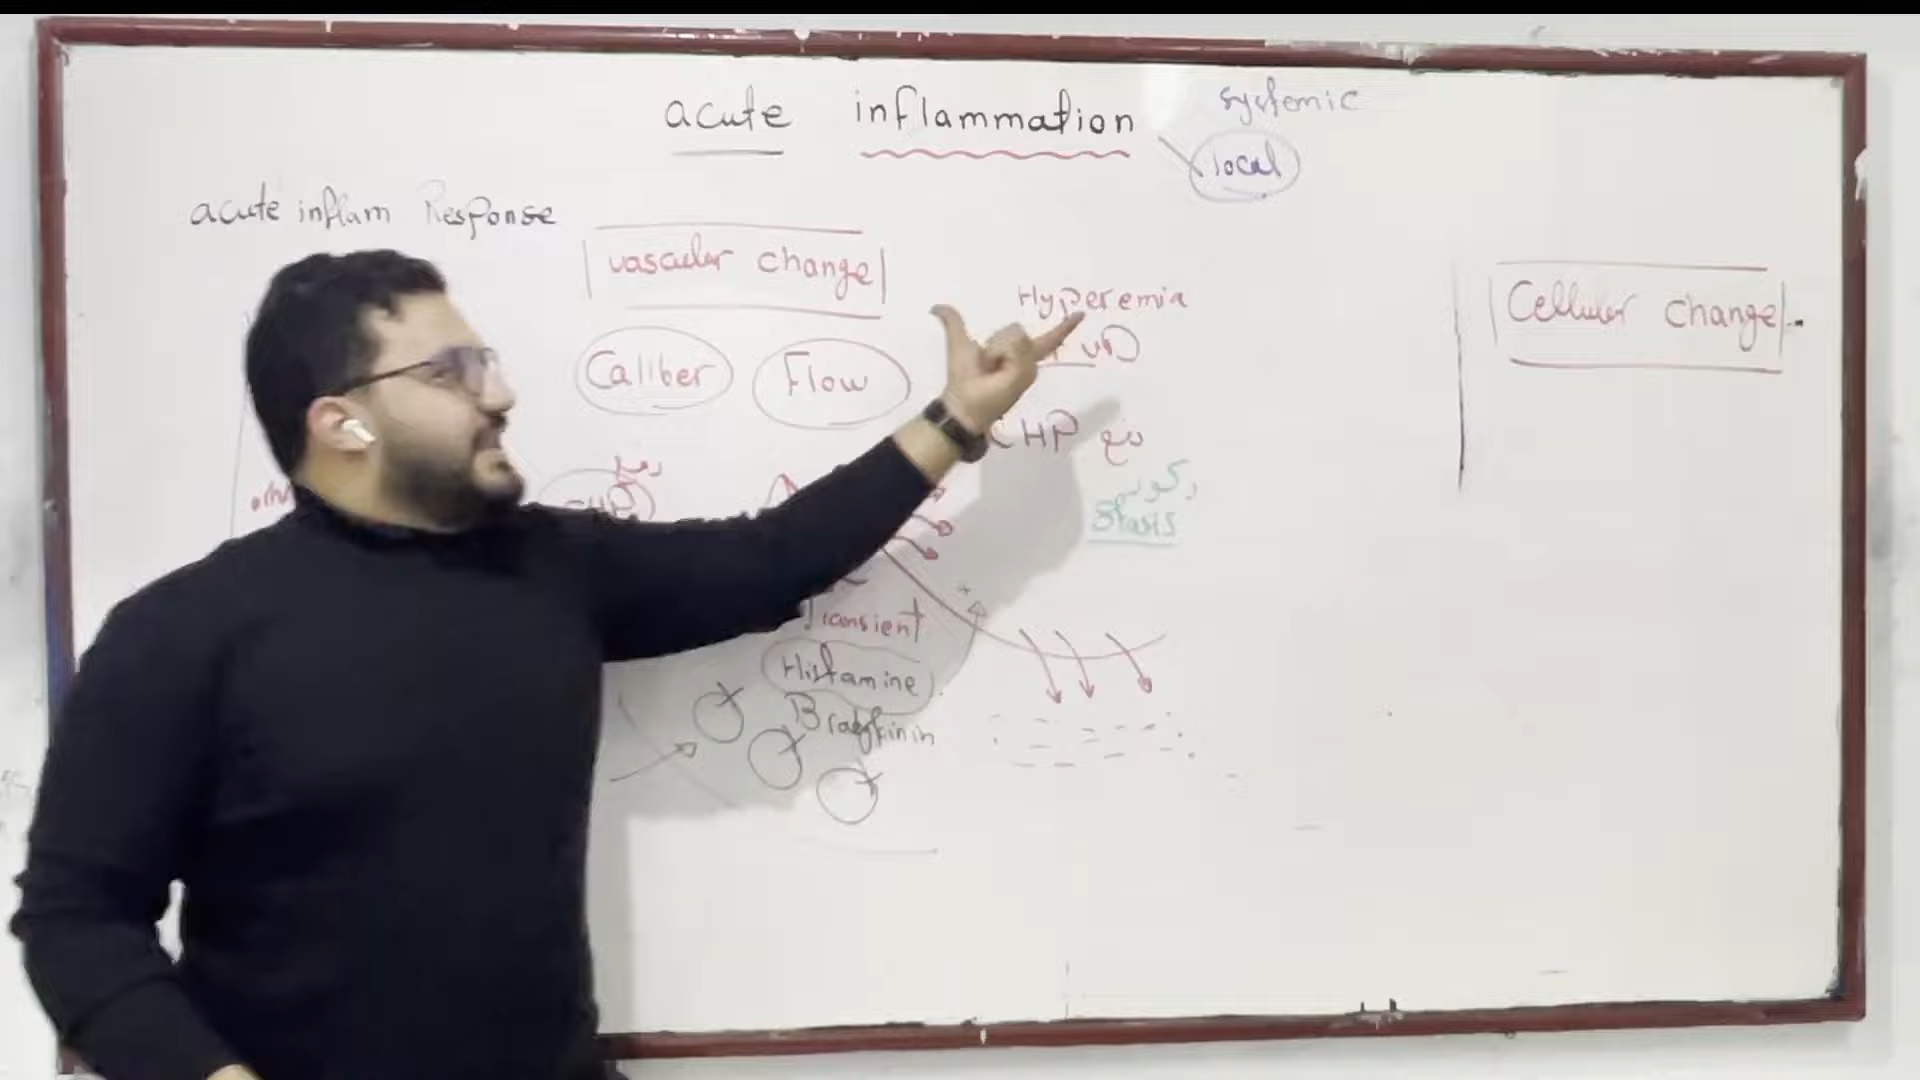 acute inflammation
systemic
local
acute inflam Response
vascular change
Hyperemia
Cellular change
Caliber
Flow
CHP
ركود
Stasis
Transient
Histamine
Bradykinin